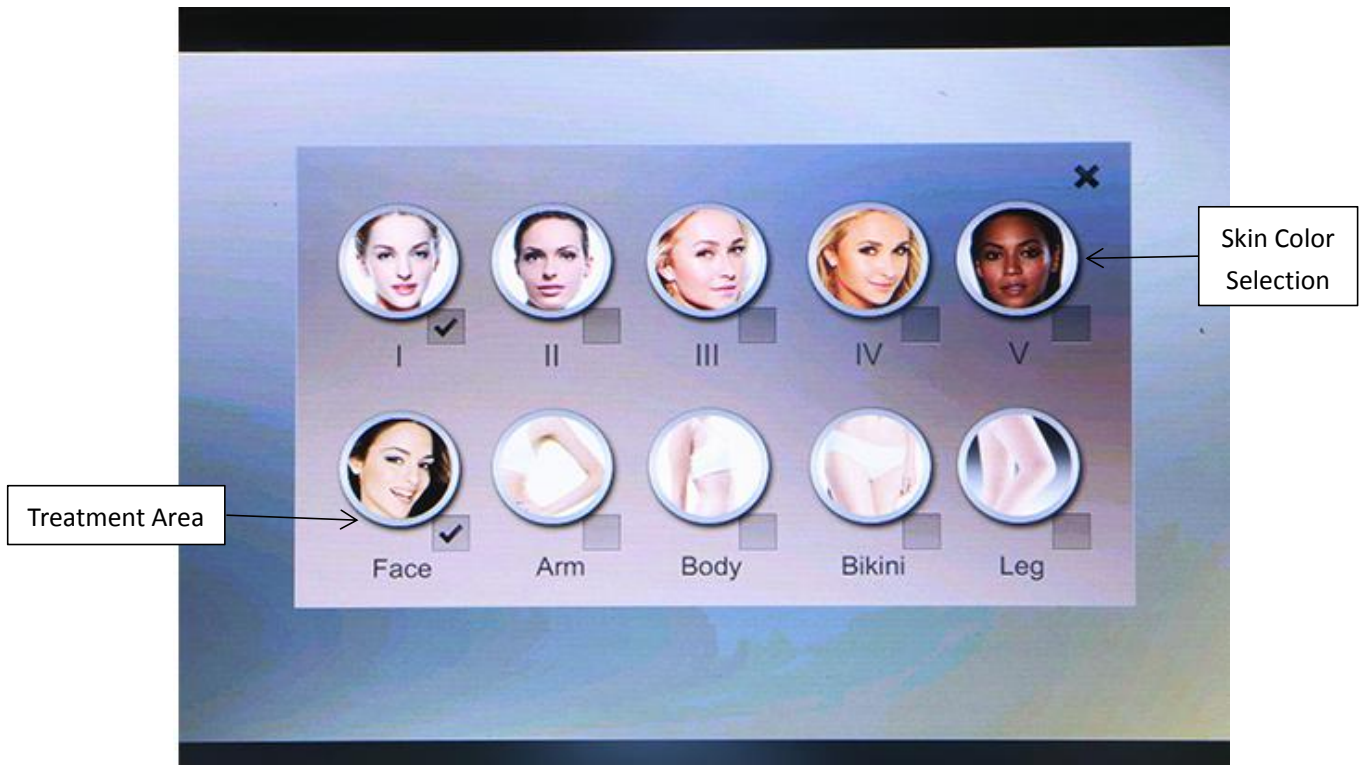 Skin Color
Selection
I
II
III
IV
V
Treatment Area
Face
Arm
Body
Bikini
Leg